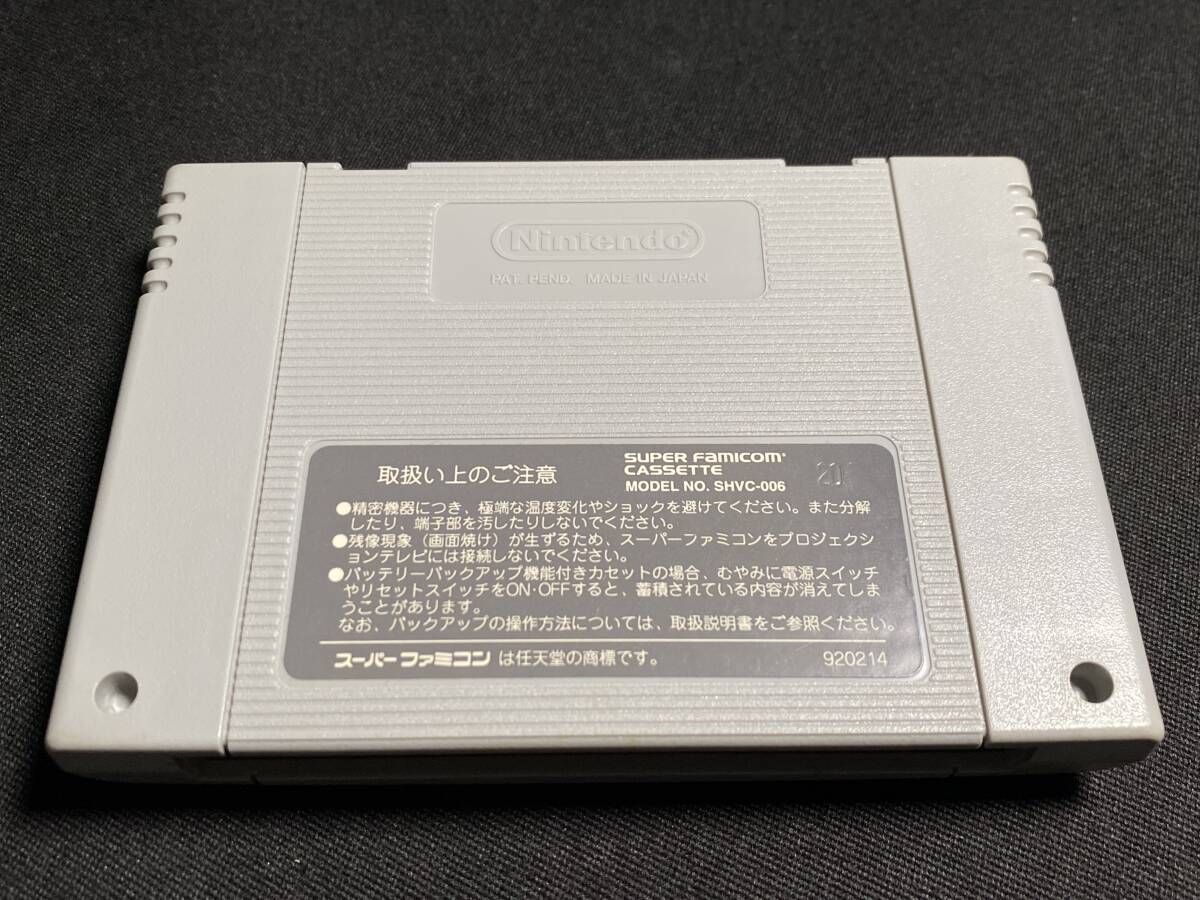 Nintendo®
PAT. PEND. MADE IN JAPAN
取扱い上のご注意
SUPER FAMICOM
CASSETTE
MODEL NO. SHVC-006
●精密機器につき、極端な温度変化やショックを避けてください。また分解
したり、端子部を汚したりしないでください。
●残像現象（画面焼け）が生ずるため、スーパーファミコンをプロジェクシ
ョンテレビには接続しないでください。
●バッテリーバックアップ機能付きカセットの場合、むやみに電源スイッチ
やリセットスイッチをON·OFFすると、蓄積されている内容が消えてしま
うことがあります。
なお、バックアップの操作方法については、取扱説明書をご参照ください。
スーパーファミコン は任天堂の商標です。
920214